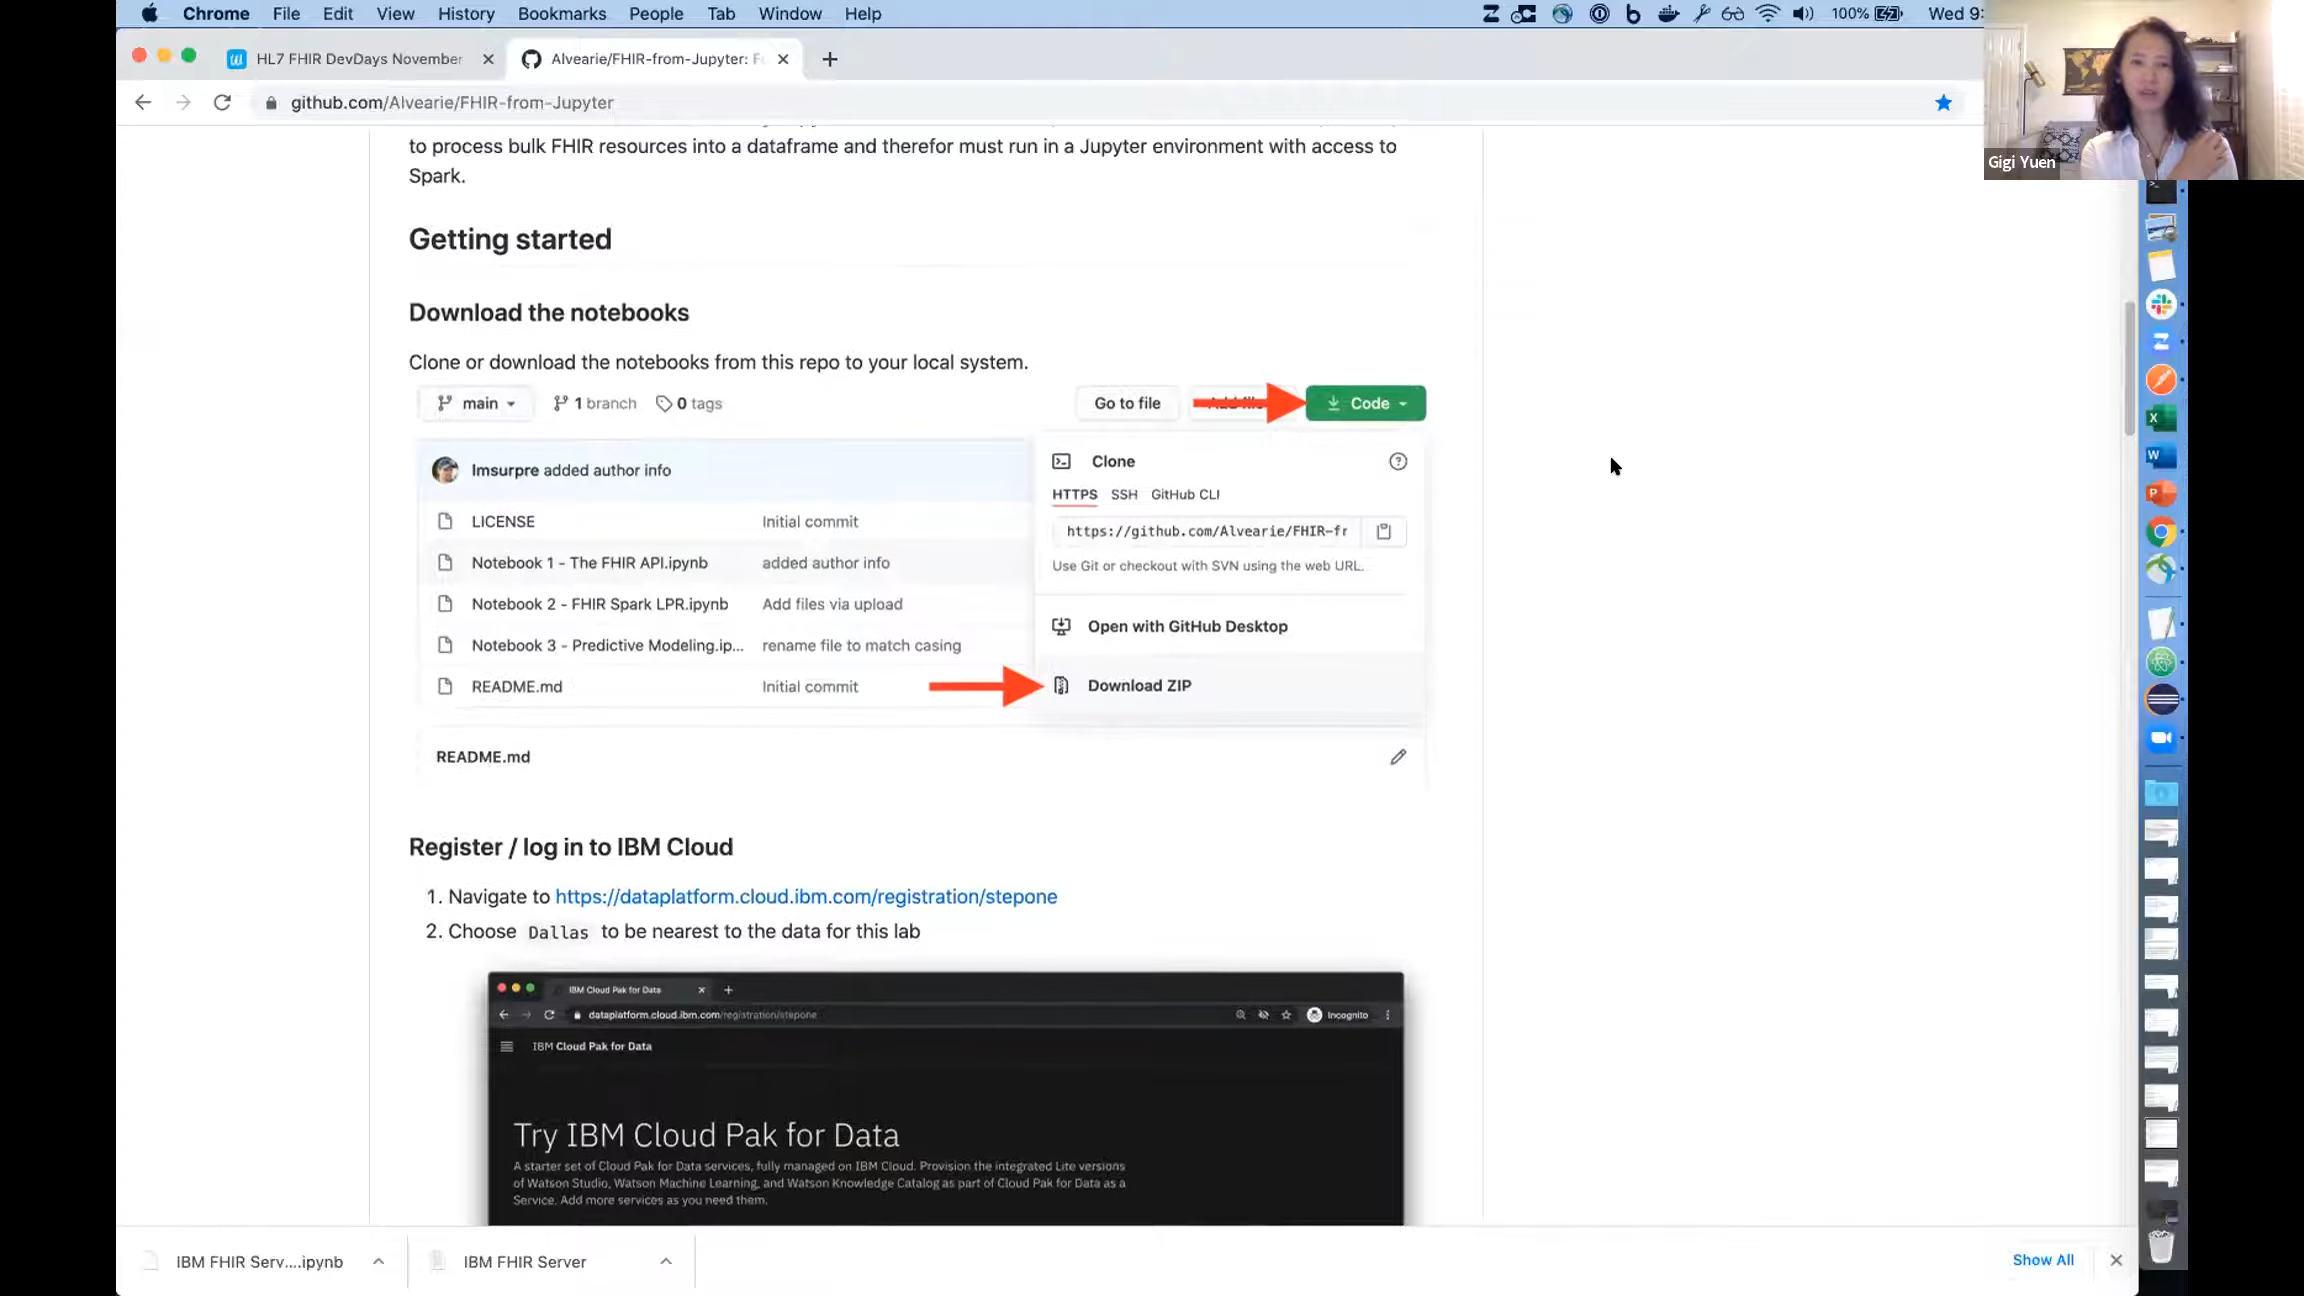 Chrome File Edit View History Bookmarks People Tab Window Help
100% Wed 9:
HL7 FHIR DevDays November
Alvearie/FHIR-from-Jupyter: F
github.com/Alvearie/FHIR-from-Jupyter
Gigi Yuen
to process bulk FHIR resources into a dataframe and therefor must run in a Jupyter environment with access to
Spark.
Getting started
Download the notebooks
Clone or download the notebooks from this repo to your local system.
main 1 branch 0 tags Go to file Code
lmsurpre added author info
LICENSE Initial commit
Notebook 1 - The FHIR API.ipynb added author info
Notebook 2 - FHIR Spark LPR.ipynb Add files via upload
Notebook 3 - Predictive Modeling.ip... rename file to match casing
README.md Initial commit
Clone
HTTPS SSH GitHub CLI
https://github.com/Alvearie/FHIR-fr
Use Git or checkout with SVN using the web URL.
Open with GitHub Desktop
Download ZIP
README.md
Register / log in to IBM Cloud
1. Navigate to https://dataplatform.cloud.ibm.com/registration/stepone
2. Choose Dallas to be nearest to the data for this lab
IBM Cloud Pak for Data
dataplatform.cloud.ibm.com/registration/stepone Incognito
IBM Cloud Pak for Data
Try IBM Cloud Pak for Data
A starter set of Cloud Pak for Data services, fully managed on IBM Cloud. Provision the integrated Lite versions
of Watson Studio, Watson Machine Learning, and Watson Knowledge Catalog as part of Cloud Pak for Data as a
Service. Add more services as you need them.
IBM FHIR Serv....ipynb IBM FHIR Server Show All